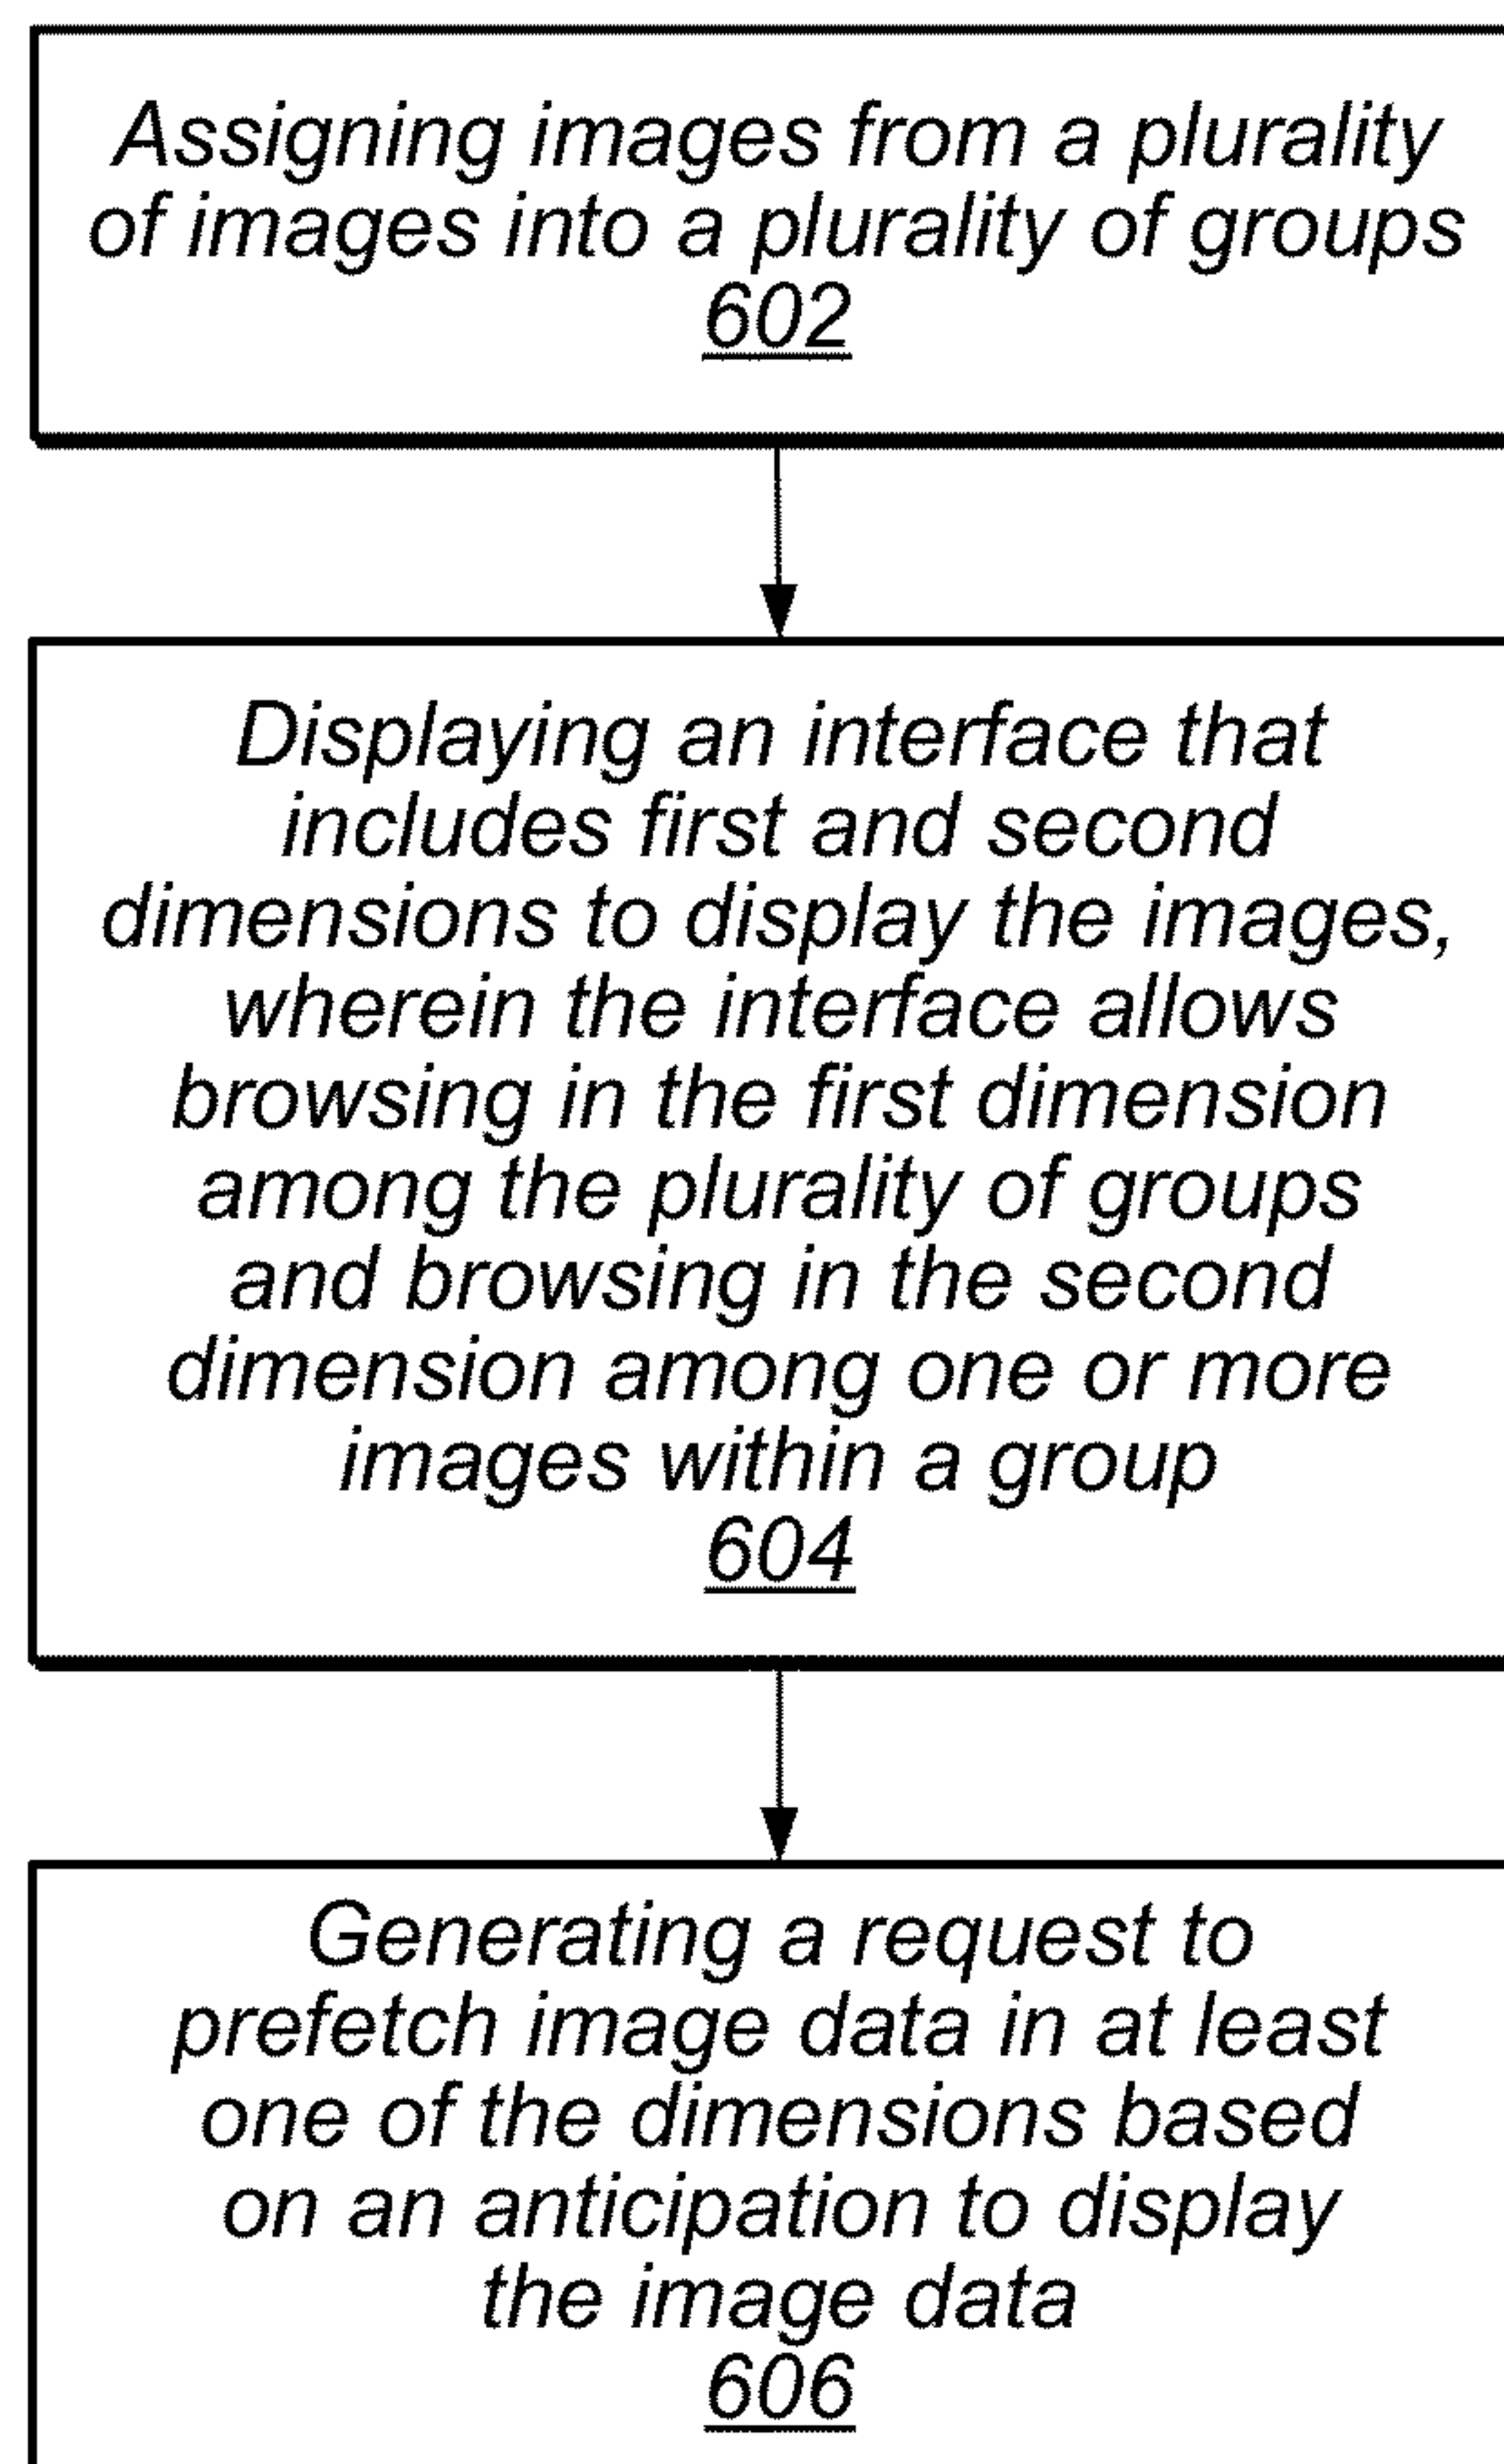 Assigning images from a plurality
of images into a plurality of groups
602
Displaying an interface that
includes first and second
dimensions to display the images,
wherein the interface allows
browsing in the first dimension
among the plurality of groups
and browsing in the second
dimension among one or more
images within a group
604
Generating a request to
prefetch image data in at least
one of the dimensions based
on an anticipation to display
the image data
606